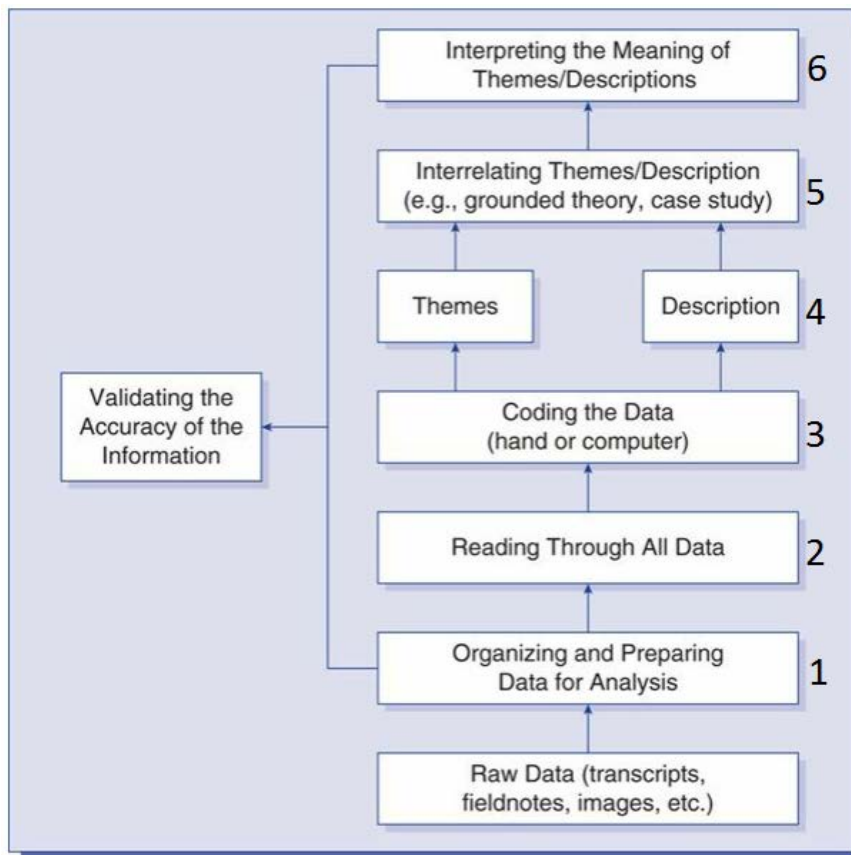 Interpreting the Meaning of
Themes/Descriptions
6
Interrelating Themes/Description
(e.g., grounded theory, case study)
5
Themes
Description
4
Validating the
Accuracy of the
Information
Coding the Data
(hand or computer)
3
Reading Through All Data
2
Organizing and Preparing
Data for Analysis
1
Raw Data (transcripts,
fieldnotes, images, etc.)